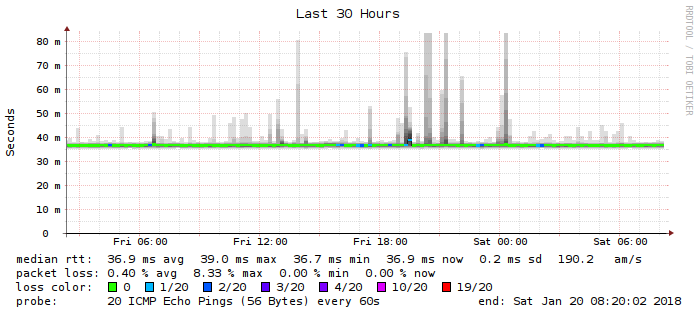 Last 30 Hours
RRDTOOL / TOBI OETIKER
Seconds
80 m
70 m
60 m
50 m
40 m
30 m
20 m
10 m
0
Fri 06:00 Fri 12:00 Fri 18:00 Sat 00:00 Sat 06:00
median rtt: 36.9 ms avg 39.0 ms max 36.7 ms min 36.9 ms now 0.2 ms sd 190.2 am/s
packet loss: 0.40 % avg 8.33 % max 0.00 % min 0.00 % now
loss color: 0 1/20 2/20 3/20 4/20 10/20 19/20
probe: 20 ICMP Echo Pings (56 Bytes) every 60s end: Sat Jan 20 08:20:02 2018